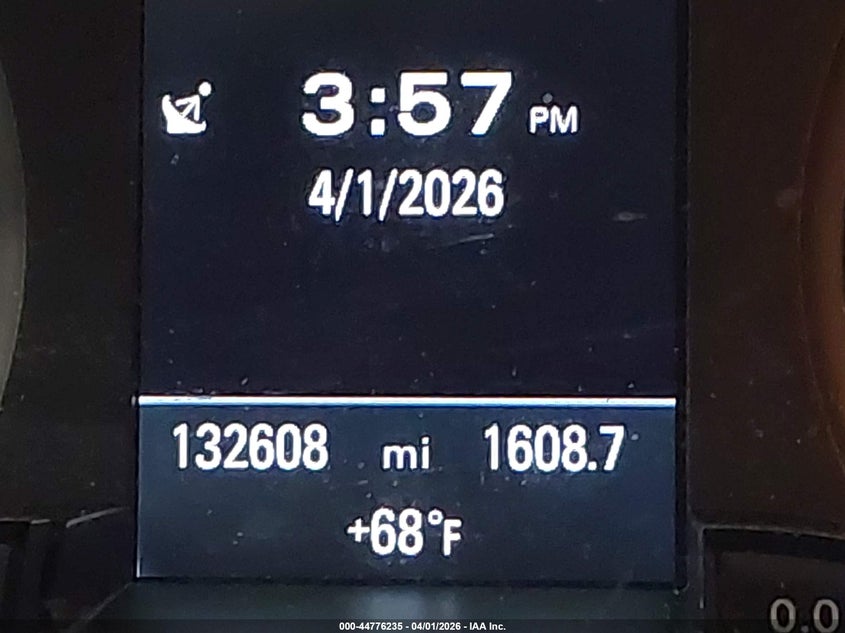 3:57 PM
4/1/2026
132608 mi 1608.7
+68°F
0.0
000-44776235 - 04/01/2026 - IAA Inc.